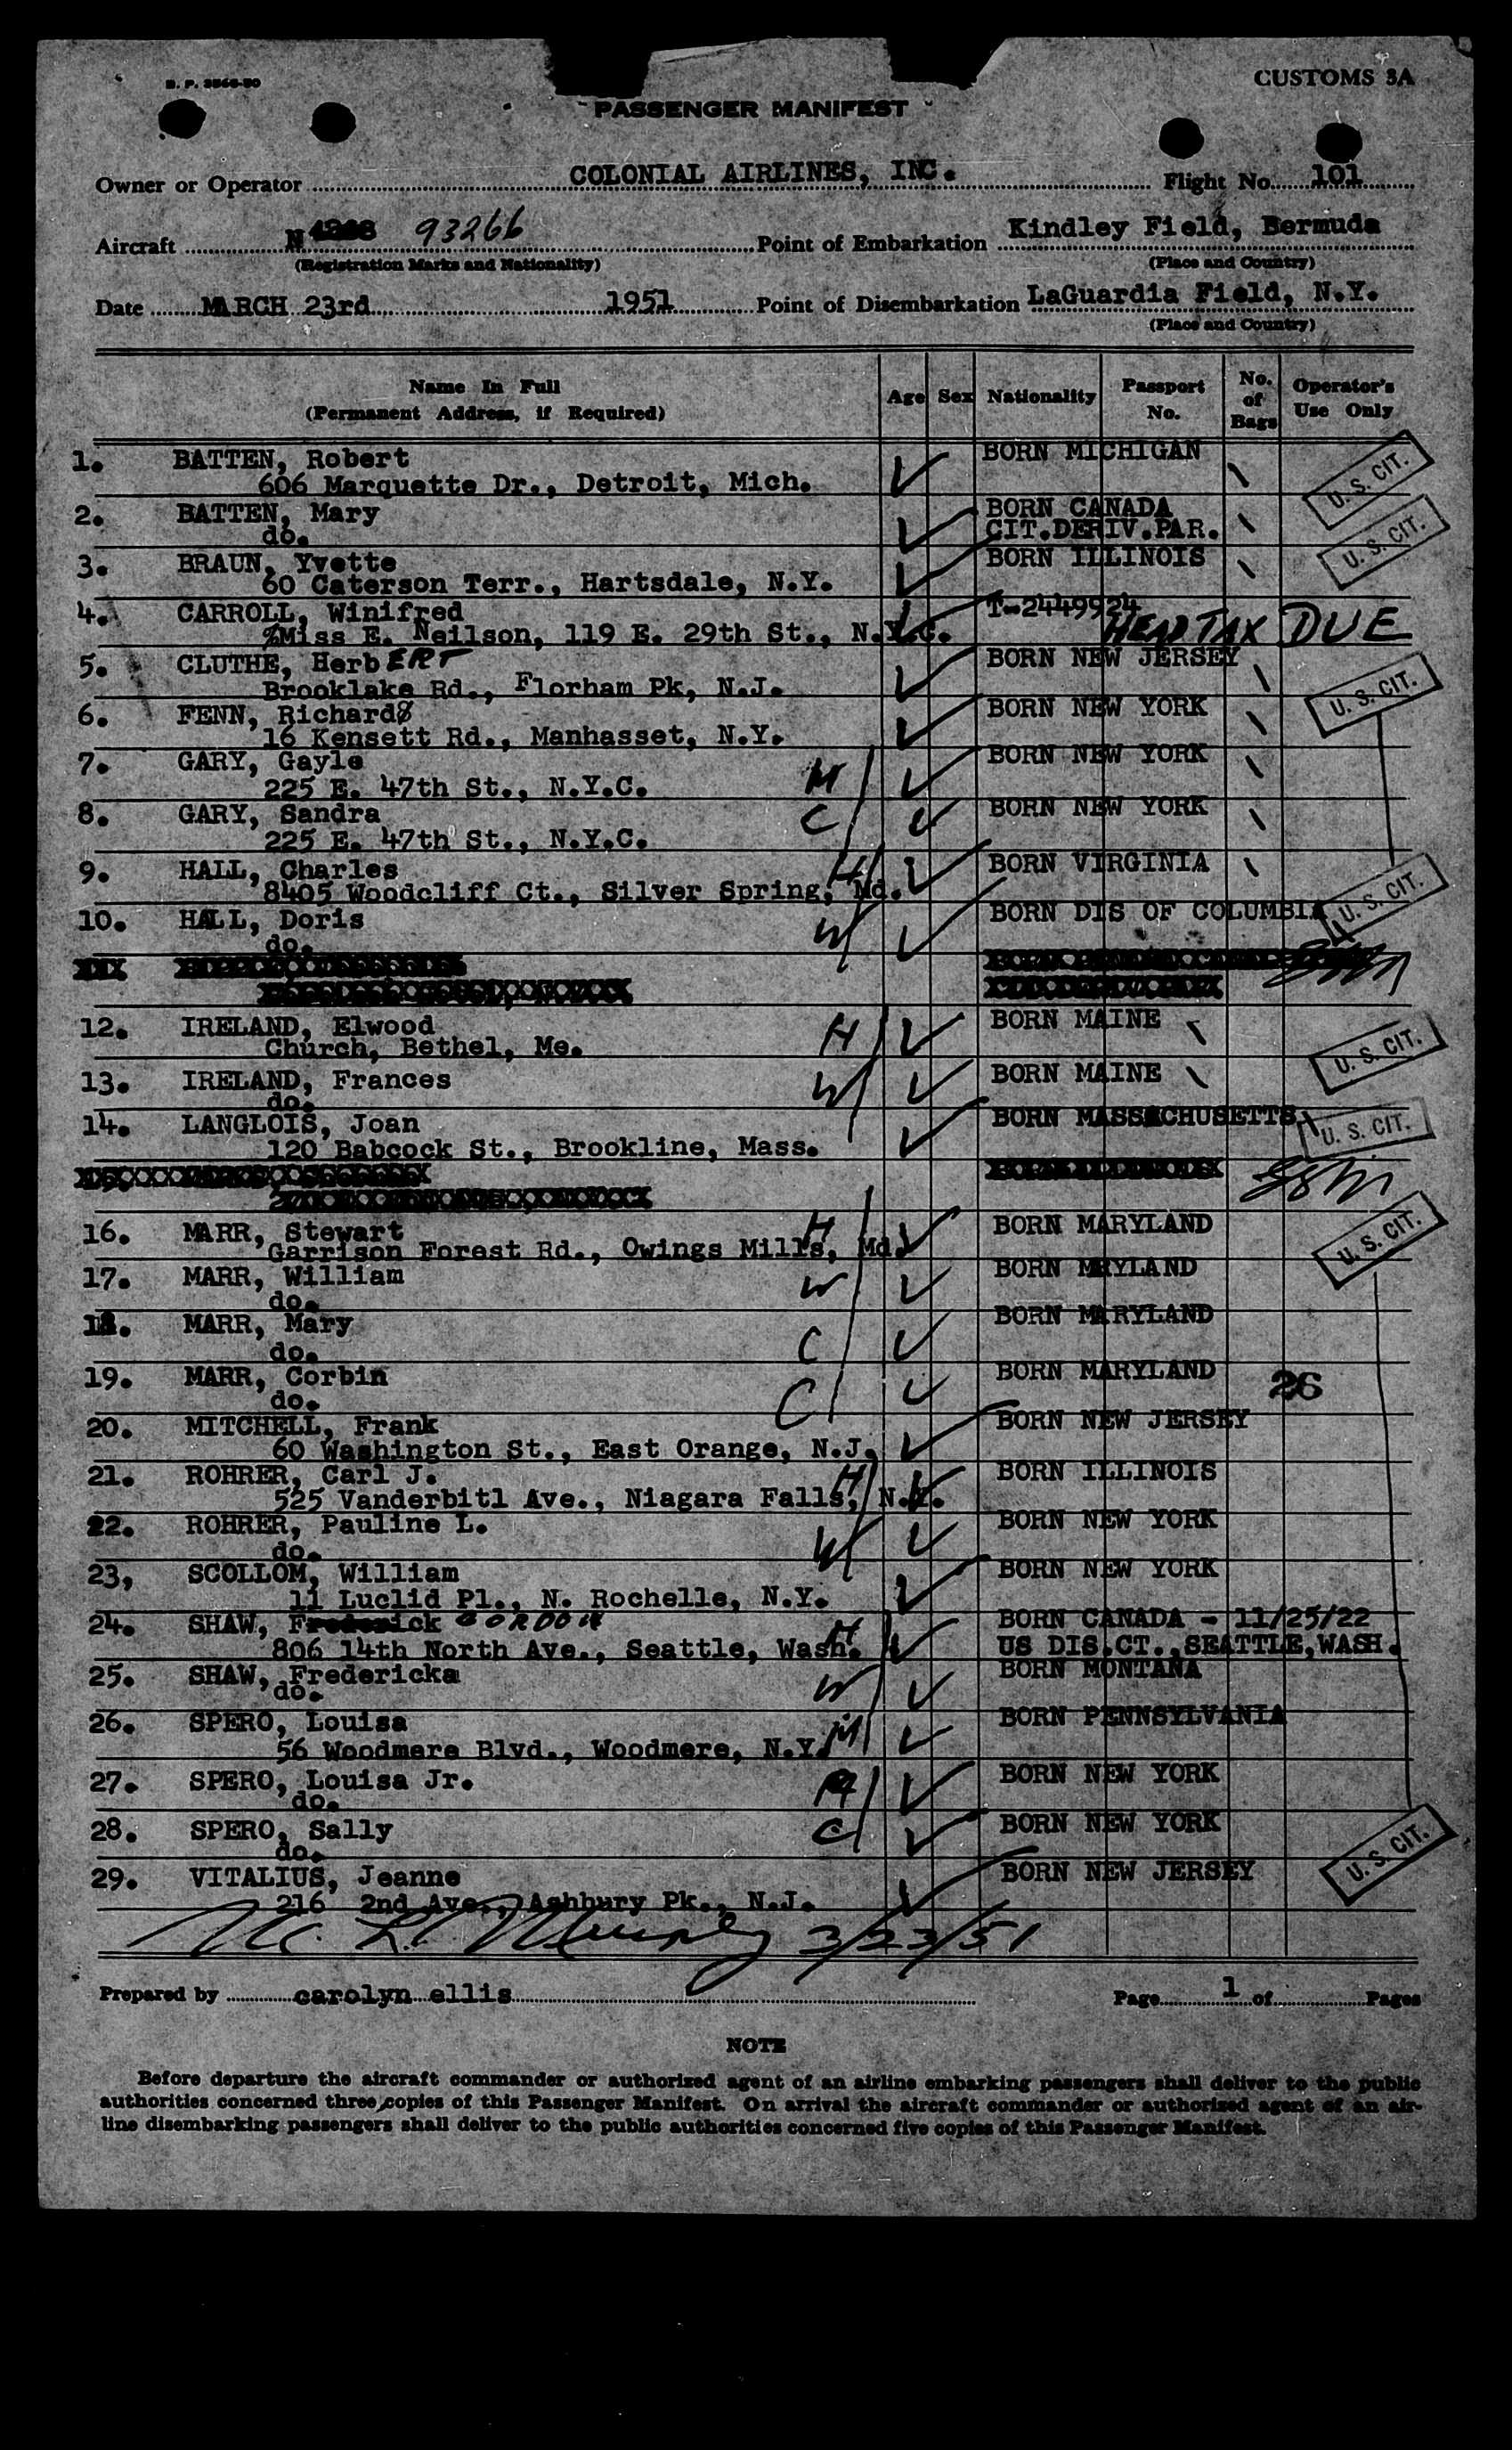 B. P. 3868-50
CUSTOMS 3A
PASSENGER MANIFEST
Owner or Operator COLONIAL AIRLINES, INC. Flight No. 101
Aircraft N 93266 Point of Embarkation Kindley Field, Bermuda
(Registration Marks and Nationality) (Place and Country)
Date MARCH 23rd 1951 Point of Disembarkation LaGuardia Field, N.Y.
(Place and Country)
Name In Full (Permanent Address, if Required) Age Sex Nationality Passport No. No. of Bags Operator's Use Only
1. BATTEN, Robert BORN MICHIGAN
606 Marquette Dr., Detroit, Mich. U. S. CIT.
2. BATTEN, Mary BORN CANADA
do. CIT.DERIV.PAR. U. S. CIT.
3. BRAUN, Yvette BORN ILLINOIS
60 Caterson Terr., Hartsdale, N.Y.
4. CARROLL, Winifred T-2449924
%Miss E. Neilson, 119 E. 29th St., N.Y.C. HEAD TAX DUE
5. CLUTHE, HerbERT BORN NEW JERSEY
Brooklake Rd., Florham Pk, N.J. U. S. CIT.
6. FENN, Richard BORN NEW YORK
16 Kensett Rd., Manhasset, N.Y.
7. GARY, Gayle BORN NEW YORK
225 E. 47th St., N.Y.C. M
8. GARY, Sandra C BORN NEW YORK
225 E. 47th St., N.Y.C.
9. HALL, Charles H BORN VIRGINIA
8405 Woodcliff Ct., Silver Spring, Md. U. S. CIT.
10. HALL, Doris W BORN DIS OF COLUMBIA
do.
12. IRELAND, Elwood H BORN MAINE
Church, Bethel, Me. U. S. CIT.
13. IRELAND, Frances W BORN MAINE
do.
14. LANGLOIS, Joan BORN MASSACHUSETTS
120 Babcock St., Brookline, Mass. U. S. CIT.
16. MARR, Stewart H BORN MARYLAND
Garrison Forest Rd., Owings Mills, Md. U. S. CIT.
17. MARR, William W BORN MRYLAND
do.
18. MARR, Mary C BORN MARYLAND
do.
19. MARR, Corbin C BORN MARYLAND 26
do.
20. MITCHELL, Frank BORN NEW JERSEY
60 Washington St., East Orange, N.J.
21. ROHRER, Carl J. H BORN ILLINOIS
525 Vanderbitl Ave., Niagara Falls, N.Y.
22. ROHRER, Pauline L. W BORN NEW YORK
do.
23, SCOLLOM, William BORN NEW YORK
11 Luclid Pl., N. Rochelle, N.Y.
24. SHAW, Frederick GORDON H BORN CANADA - 11/25/22
806 14th North Ave., Seattle, Wash. US DIS.CT.,SEATTLE,WASH.
25. SHAW, Fredericka W BORN MONTANA
do.
26. SPERO, Louisa M BORN PENNSYLVANIA
56 Woodmere Blvd., Woodmere, N.Y.
27. SPERO, Louisa Jr. BORN NEW YORK
do.
28. SPERO, Sally C BORN NEW YORK
do. U. S. CIT.
29. VITALIUS, Jeanne BORN NEW JERSEY
216 2nd Ave., Ashbury Pk., N.J.
Murphy 3/23/51
Prepared by carolyn ellis Page 1 of Pages
NOTE
Before departure the aircraft commander or authorized agent of an airline embarking passengers shall deliver to the public
authorities concerned three copies of this Passenger Manifest. On arrival the aircraft commander or authorized agent of an air-
line disembarking passengers shall deliver to the public authorities concerned five copies of this Passenger Manifest.